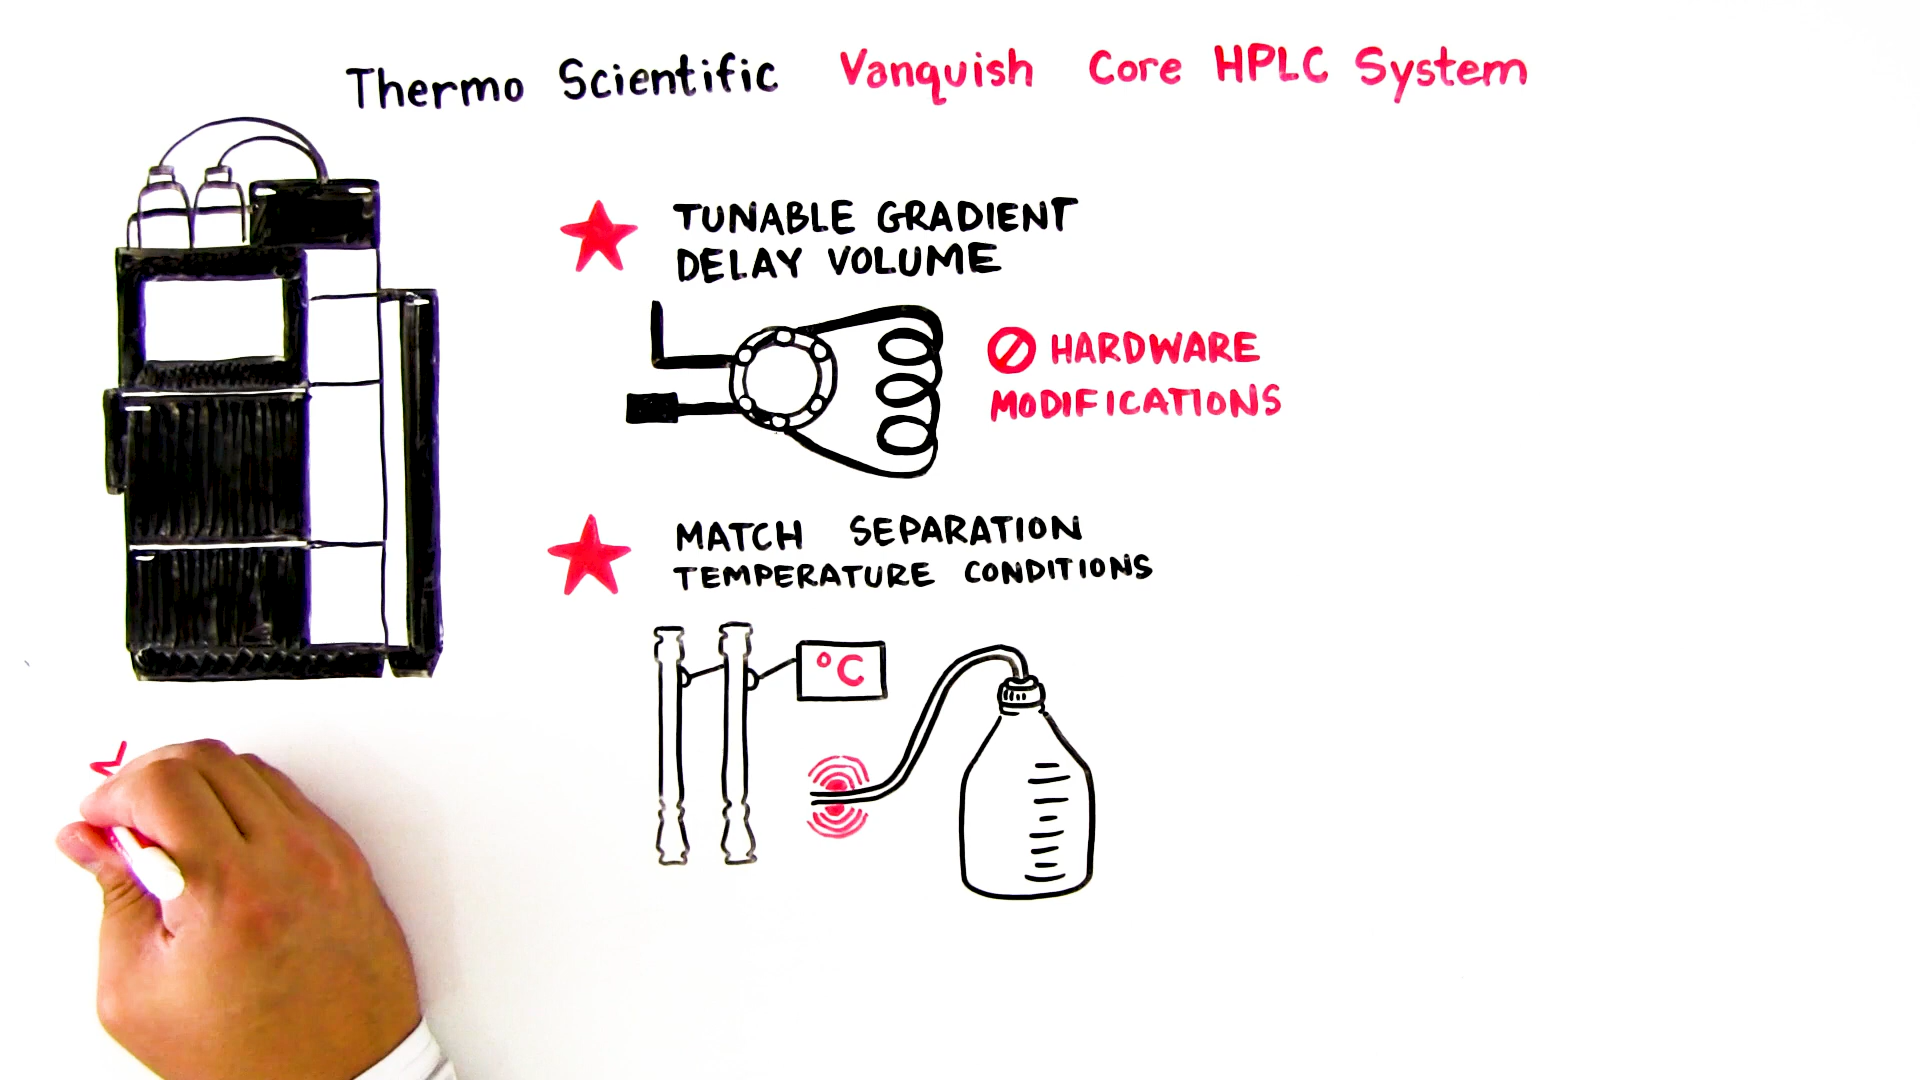 Thermo Scientific Vanquish Core HPLC System
TUNABLE GRADIENT
DELAY VOLUME
HARDWARE
MODIFICATIONS
MATCH SEPARATION
TEMPERATURE CONDITIONS
°C